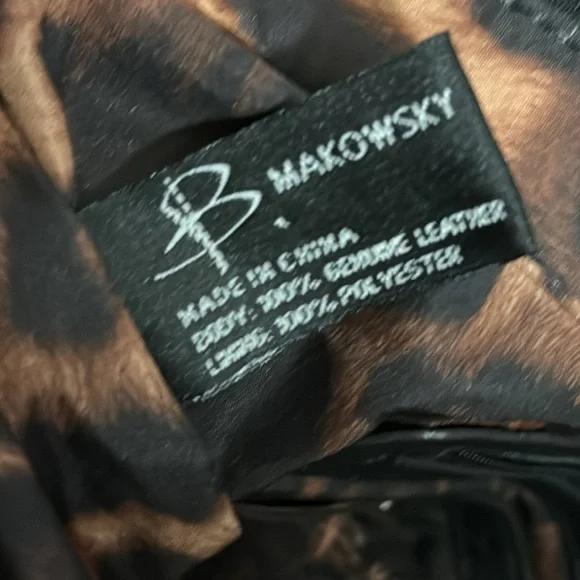 B MAKOWSKY
MADE IN CHINA
BODY: 100% GENUINE LEATHER
LINING: 100% POLYESTER